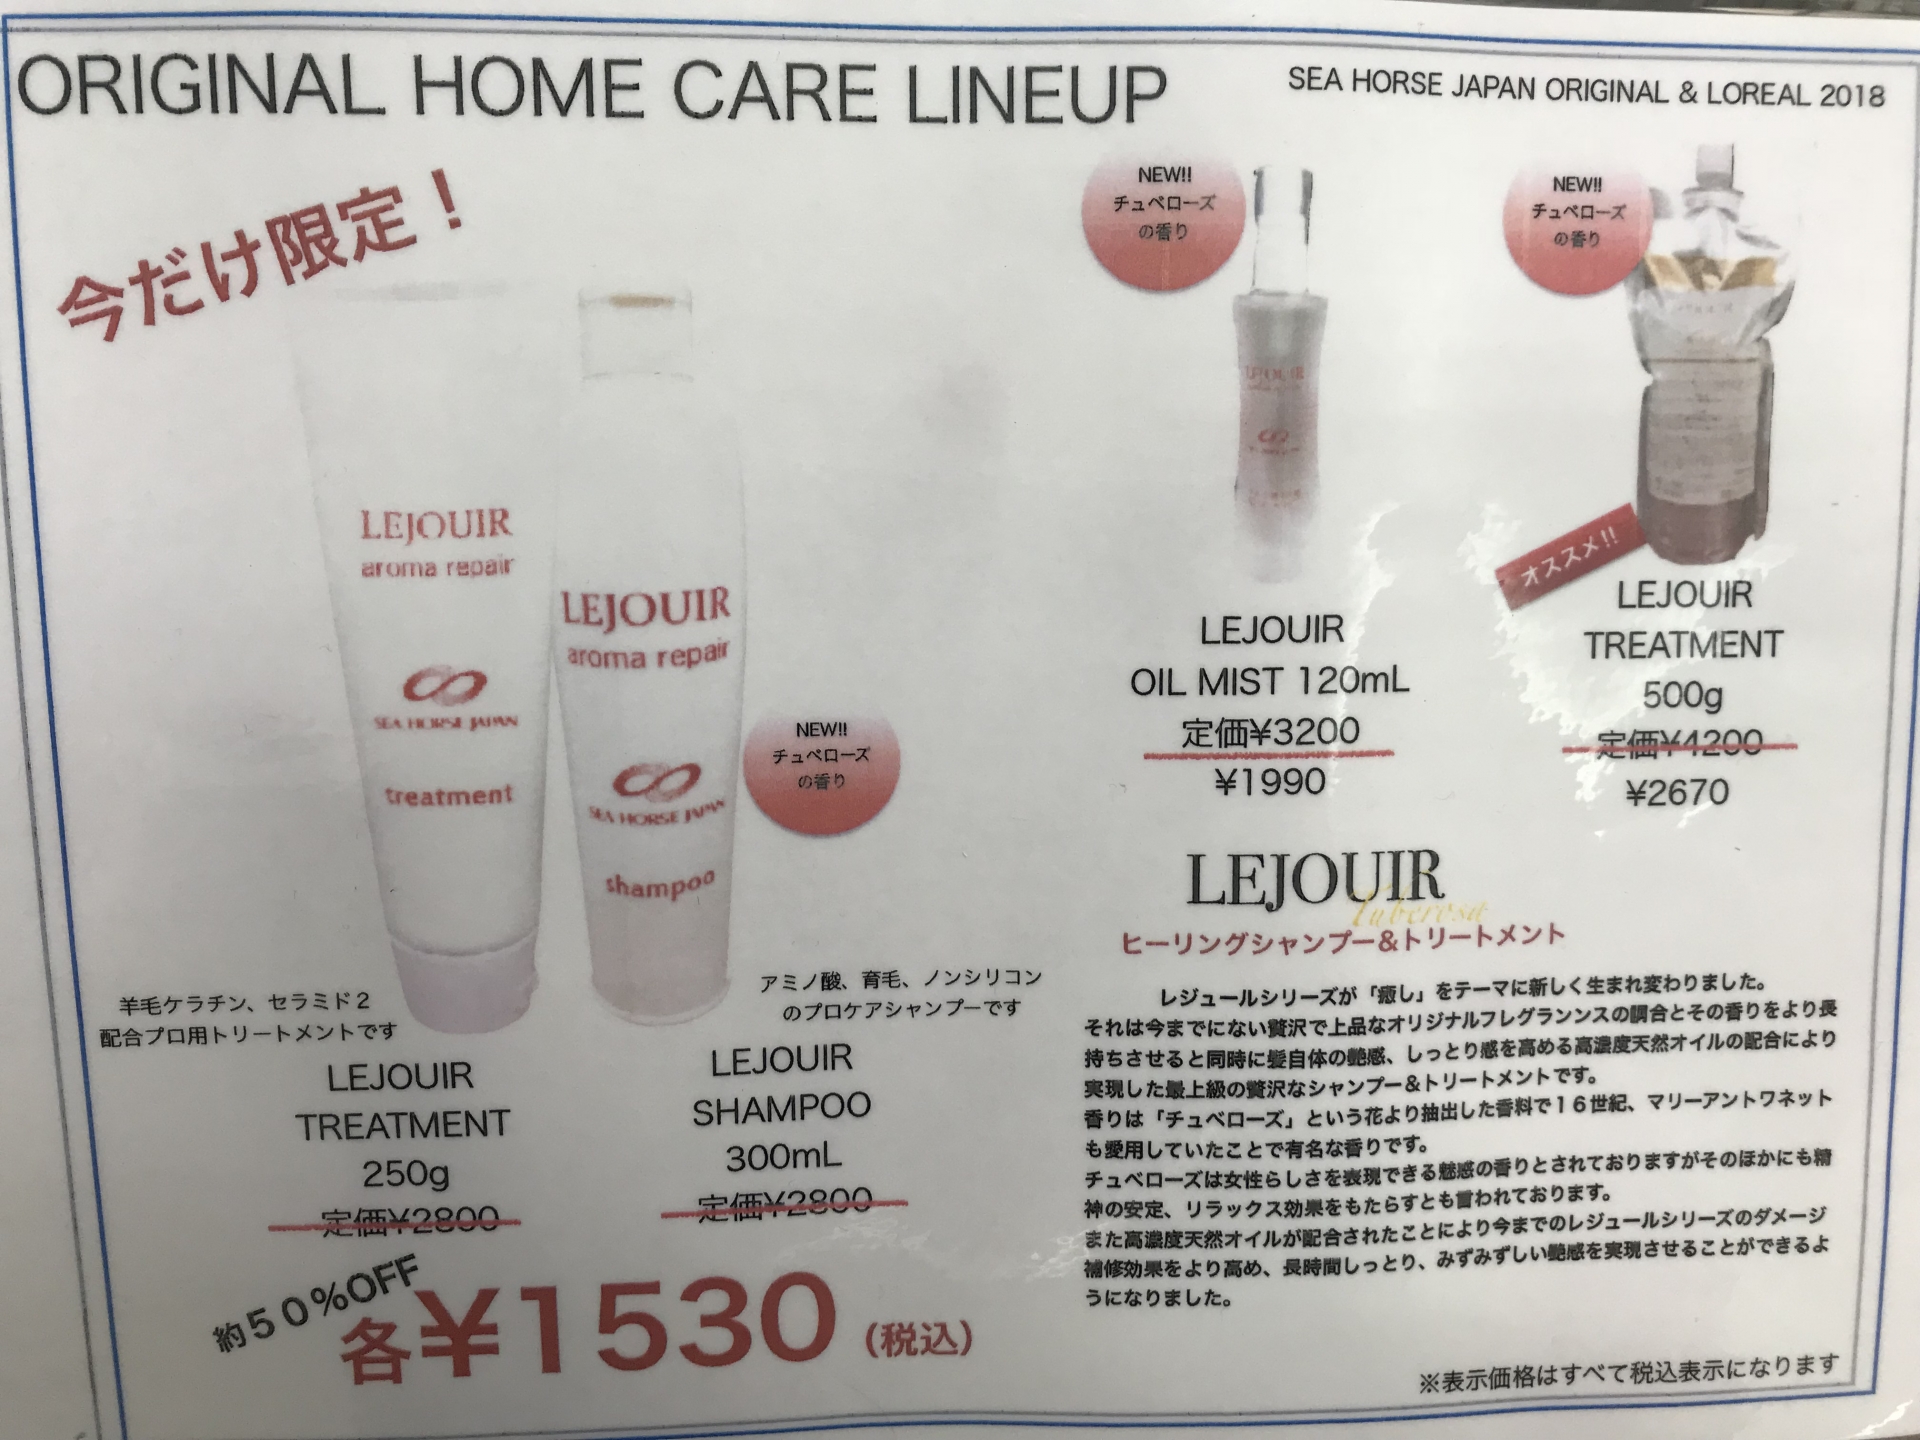 ORIGINAL HOME CARE LINEUP
SEA HORSE JAPAN ORIGINAL & LOREAL 2018
今だけ限定！
LEJOUIR
aroma repair
SEA HORSE JAPAN
treatment
LEJOUIR
aroma repair
SEA HORSE JAPAN
shampoo
NEW!!
チュベローズ
の香り
羊毛ケラチン、セラミド２
配合プロ用トリートメントです
アミノ酸、育毛、ノンシリコン
のプロケアシャンプーです
LEJOUIR
TREATMENT
250g
定価¥2800
LEJOUIR
SHAMPOO
300mL
定価¥2800
約５０%OFF
各¥1530（税込）
NEW!!
チュベローズ
の香り
LEJOUIR
LEJOUIR
OIL MIST 120mL
定価¥3200
¥1990
NEW!!
チュベローズ
の香り
オススメ!!
LEJOUIR
TREATMENT
500g
定価¥4200
¥2670
LEJOUIR
Tuberosa
ヒーリングシャンプー&トリートメント
レジュールシリーズが「癒し」をテーマに新しく生まれ変わりました。
それは今までにない贅沢で上品なオリジナルフレグランンスの調合とその香りをより長
持ちさせると同時に髪自体の艶感、しっとり感を高める高濃度天然オイルの配合により
実現した最上級の贅沢なシャンプー&トリートメントです。
香りは「チュベローズ」という花より抽出した香料で１６世紀、マリーアントワネット
も愛用していたことで有名な香りです。
チュベローズは女性らしさを表現できる魅惑の香りとされておりますがそのほかにも精
神の安定、リラックス効果をもたらすとも言われております。
また高濃度天然オイルが配合されたことにより今までのレジュールシリーズのダメージ
補修効果をより高め、長時間しっとり、みずみずしい艶感を実現させることができるよ
うになりました。
※表示価格はすべて税込表示になります